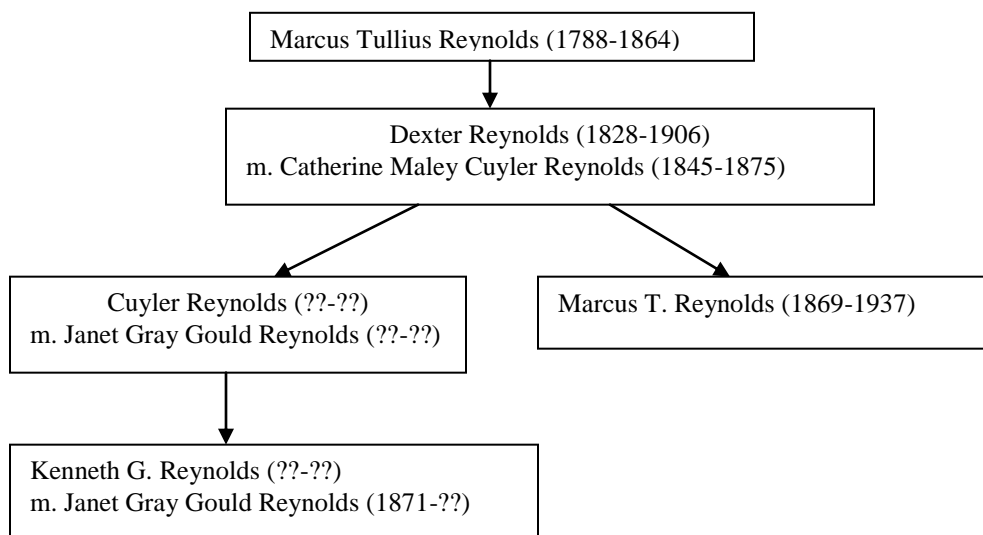 Marcus Tullius Reynolds (1788-1864)
Dexter Reynolds (1828-1906)
m. Catherine Maley Cuyler Reynolds (1845-1875)
Cuyler Reynolds (??-??)
m. Janet Gray Gould Reynolds (??-??)
Marcus T. Reynolds (1869-1937)
Kenneth G. Reynolds (??-??)
m. Janet Gray Gould Reynolds (1871-??)